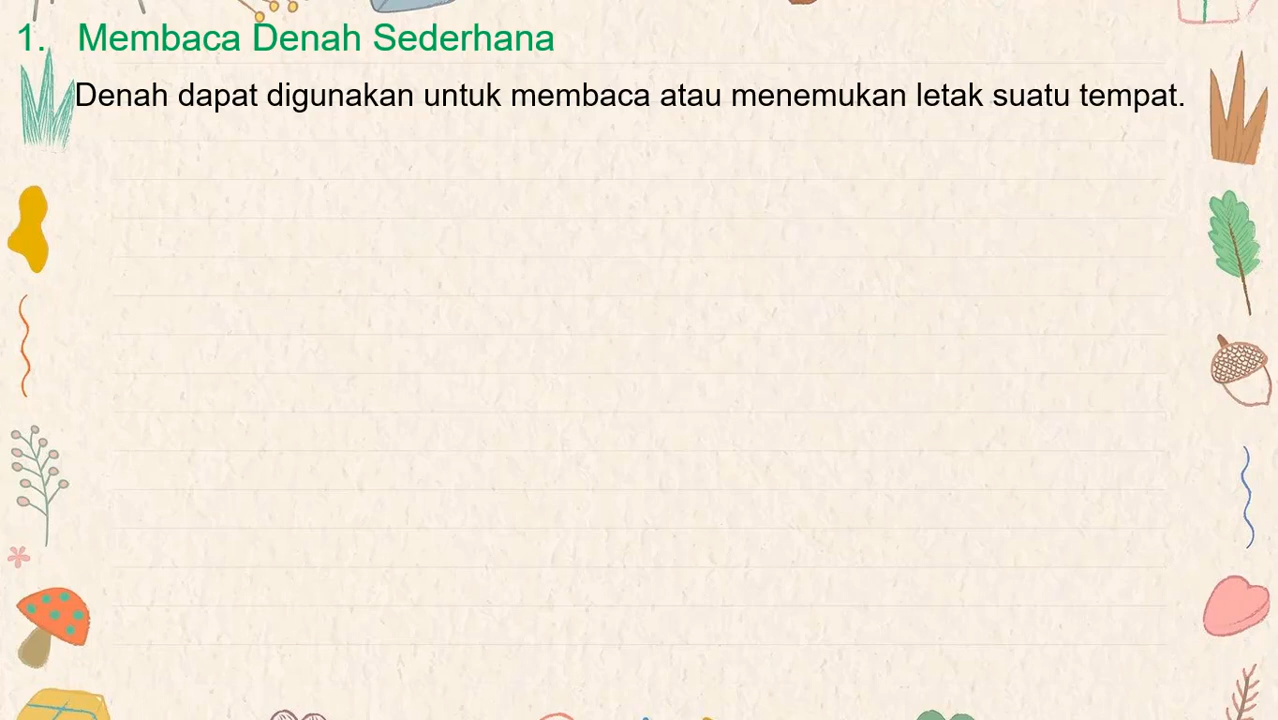 1. Membaca Denah Sederhana
Denah dapat digunakan untuk membaca atau menemukan letak suatu tempat.